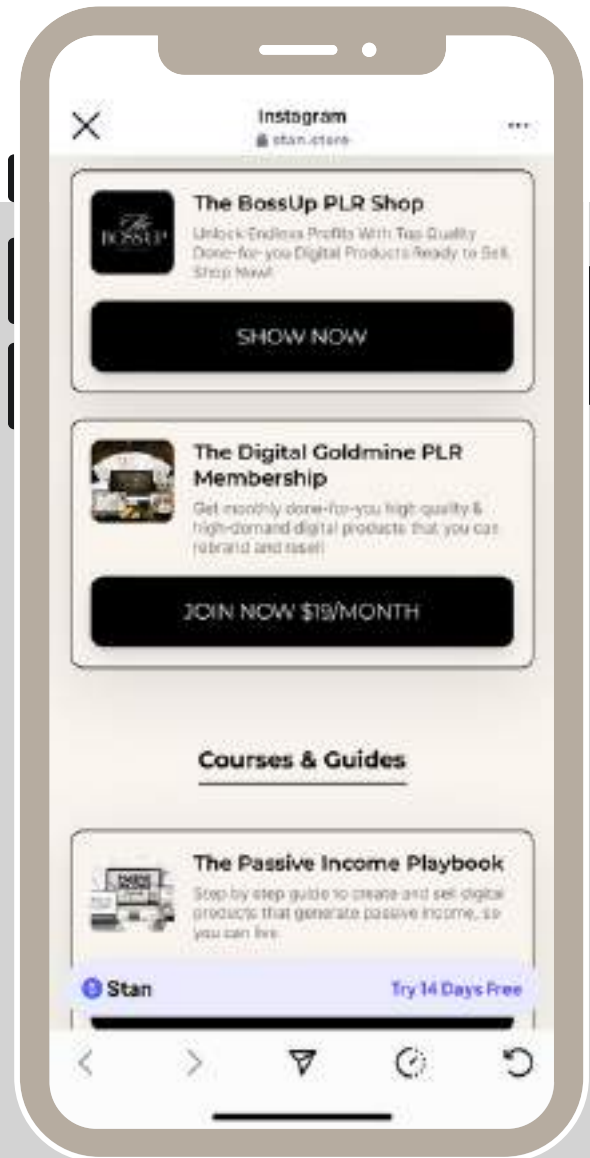 Instagram
stan.store
The BossUp PLR Shop
The
BOSSUP
Unlock Endless Profits With Top Quality
Done-for-you Digital Products Ready to Sell.
Shop Now!
SHOW NOW
The Digital Goldmine PLR
Membership
Get monthly done-for-you high quality &
high-demand digital products that you can
rebrand and resell
JOIN NOW $19/MONTH
Courses & Guides
The Passive Income Playbook
Step by step guide to create and sell digital
products that generate passive income, so
you can live
Stan
Try 14 Days Free